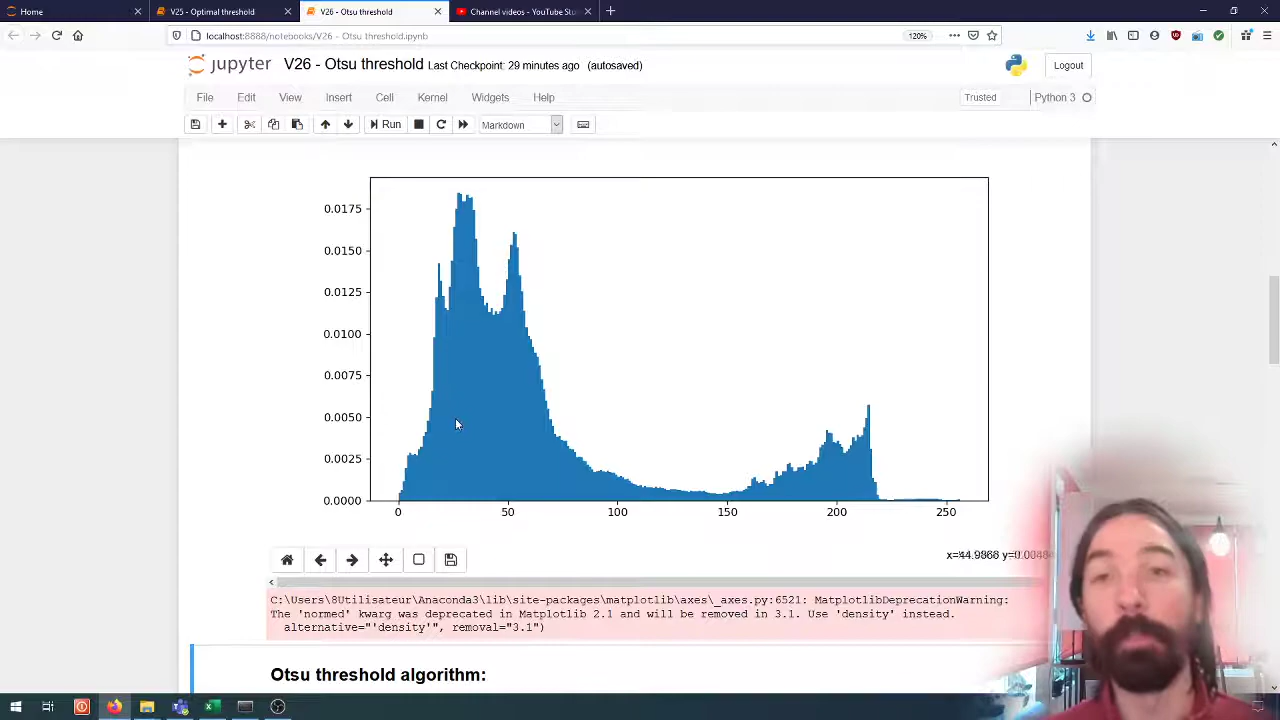 Home
V25 - Optimal threshold
V26 - Otsu threshold
Channel videos - YouTube Stu
localhost:8888/notebooks/V26 - Otsu threshold.ipynb
120%
jupyter V26 - Otsu threshold Last Checkpoint: 29 minutes ago (autosaved)
Logout
File Edit View Insert Cell Kernel Widgets Help
Trusted
Python 3
Run
Markdown
0.0175
0.0150
0.0125
0.0100
0.0075
0.0050
0.0025
0.0000
0 50 100 150 200 250
C:\Users\8Utilisateur\Anaconda3\lib\site-packages\matplotlib\axes\_axes.py:6521: MatplotlibDeprecationWarning:
The 'normed' kwarg was deprecated in Matplotlib 2.1 and will be removed in 3.1. Use 'density' instead.
alternative="'density'", removal="3.1")
Otsu threshold algorithm: